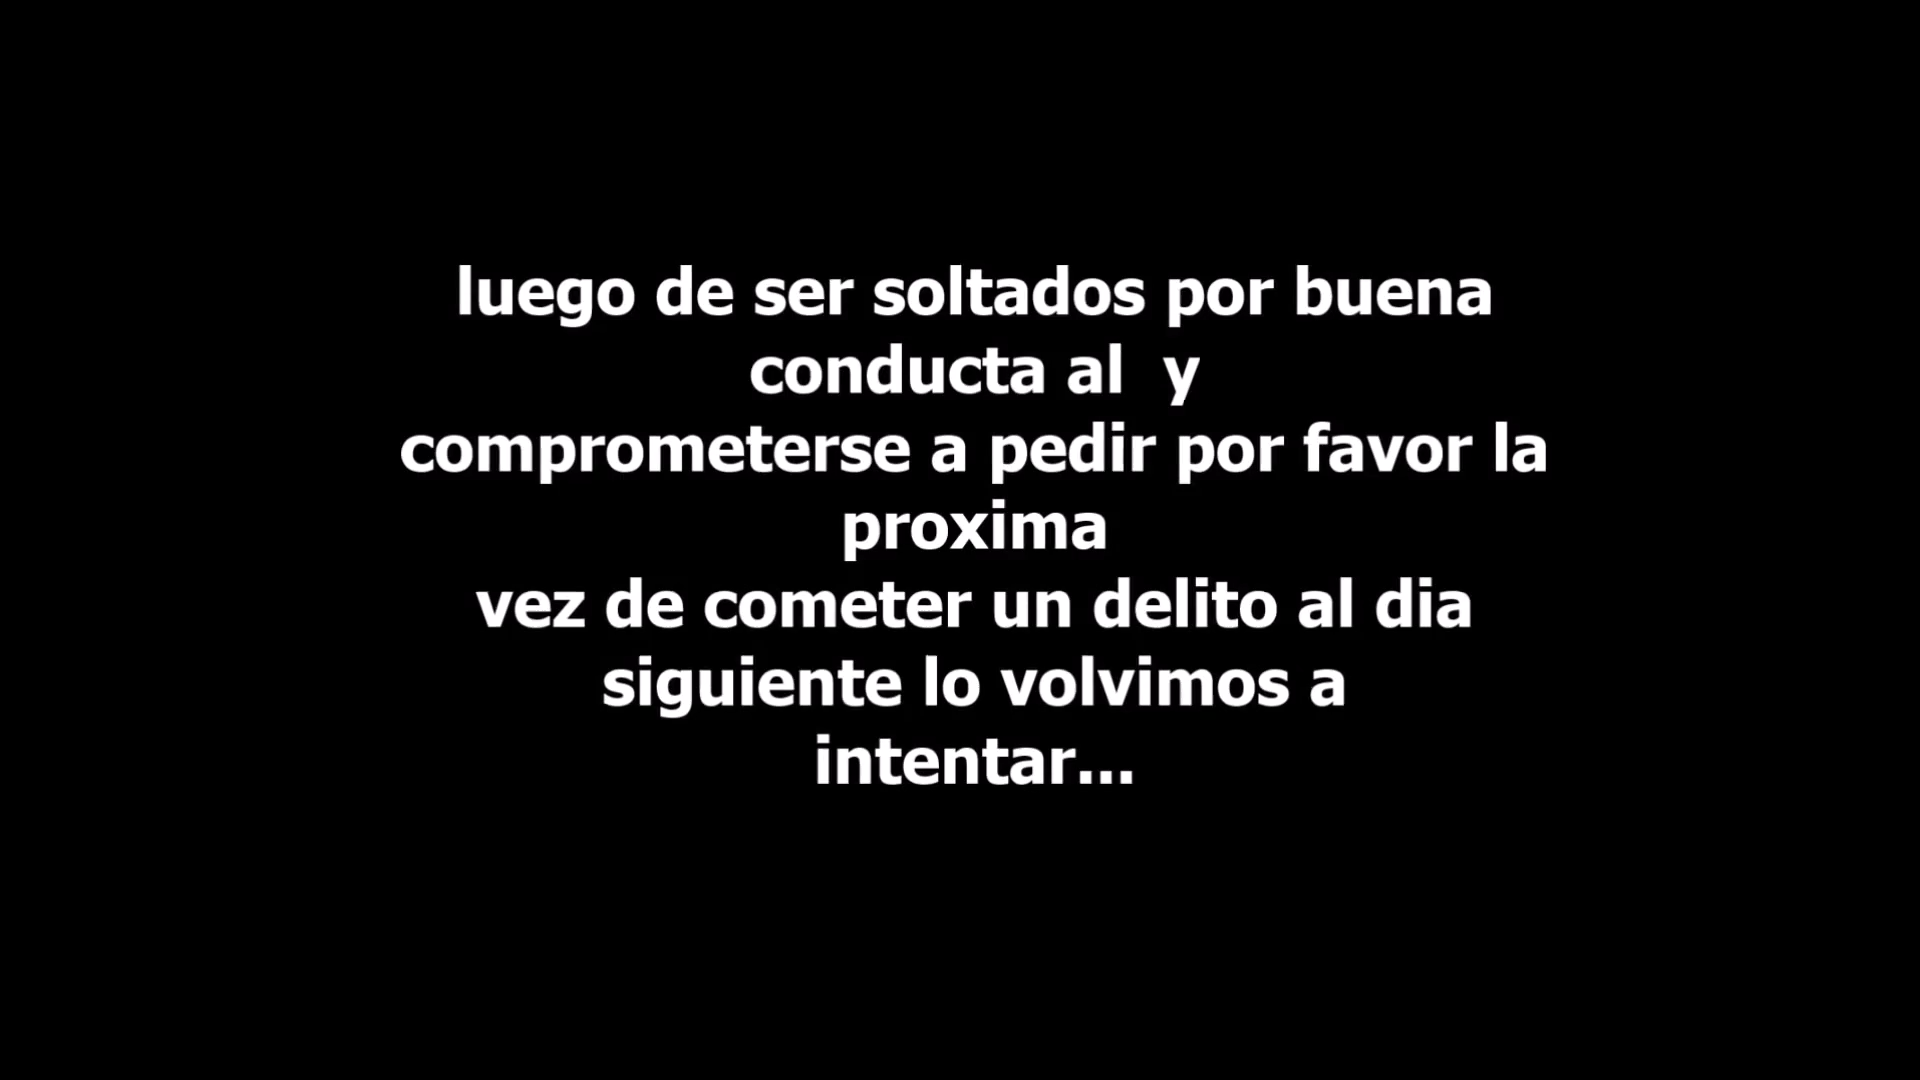 luego de ser soltados por buena
conducta al  y
comprometerse a pedir por favor la
proxima
vez de cometer un delito al dia
siguiente lo volvimos a
intentar...